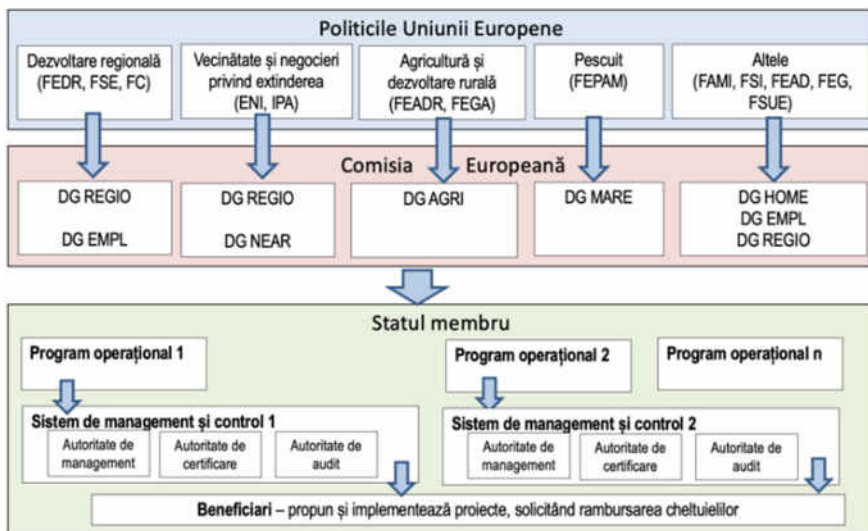 Politicile Uniunii Europene
Dezvoltare regională
(FEDR, FSE, FC)
Vecinătate și negocieri
privind extinderea
(ENI, IPA)
Agricultură și
dezvoltare rurală
(FEADR, FEGA)
Pescuit
(FEPAM)
Altele
(FAMI, FSI, FEAD, FEG,
FSUE)
Comisia Europeană
DG REGIO
DG EMPL
DG REGIO
DG NEAR
DG AGRI
DG MARE
DG HOME
DG EMPL
DG REGIO
Statul membru
Program operațional 1
Program operațional 2
Program operațional n
Sistem de management și control 1
Autoritate de
management
Autoritate de
certificare
Autoritate de
audit
Sistem de management și control 2
Autoritate de
management
Autoritate de
certificare
Autoritate de
audit
Beneficiari – propun și implementează proiecte, solicitând rambursarea cheltuielilor